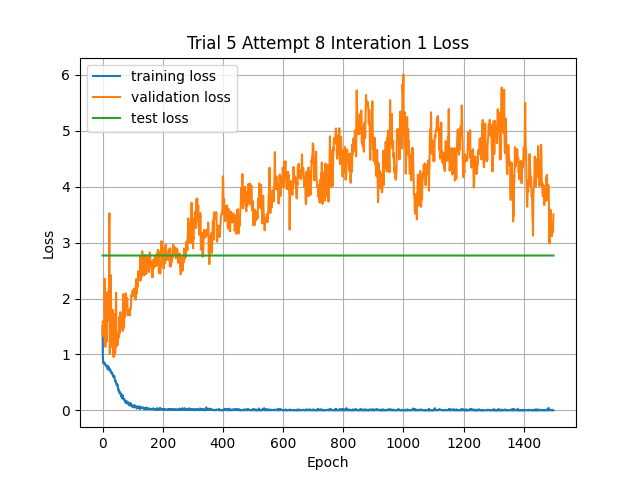 Trial 5 Attempt 8 Interation 1 Loss
training loss
validation loss
test loss
6
5
4
3
2
1
0
Loss
0 200 400 600 800 1000 1200 1400
Epoch